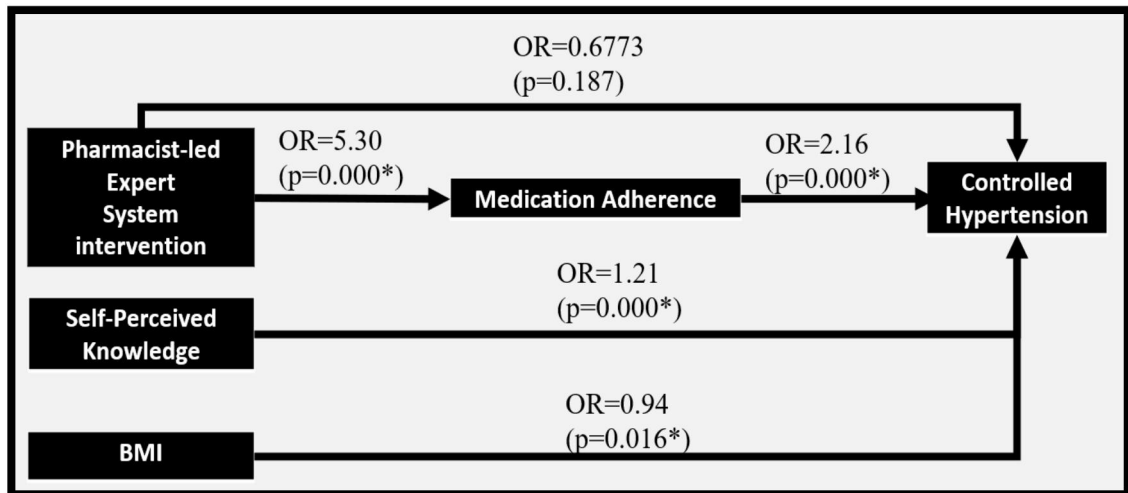 OR=0.6773
(p=0.187)
Pharmacist-led
Expert
System
intervention
OR=5.30
(p=0.000*)
Medication Adherence
OR=2.16
(p=0.000*)
Controlled
Hypertension
Self-Perceived
Knowledge
OR=1.21
(p=0.000*)
BMI
OR=0.94
(p=0.016*)